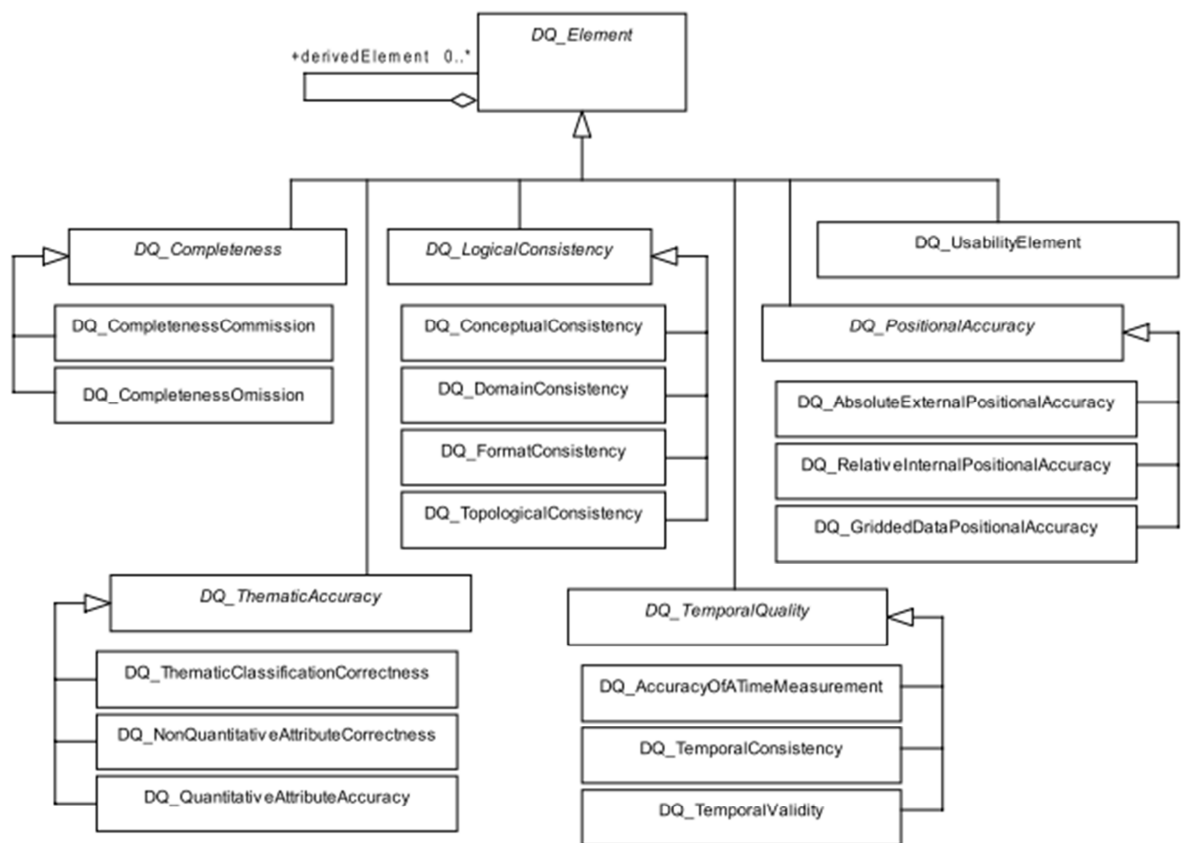 DQ_Element
+derivedElement 0..*
DQ_Completeness
DQ_CompletenessCommission
DQ_CompletenessOmission
DQ_LogicalConsistency
DQ_ConceptualConsistency
DQ_DomainConsistency
DQ_FormatConsistency
DQ_TopologicalConsistency
DQ_UsabilityElement
DQ_PositionalAccuracy
DQ_AbsoluteExternalPositionalAccuracy
DQ_RelativeInternalPositionalAccuracy
DQ_GriddedDataPositionalAccuracy
DQ_ThematicAccuracy
DQ_ThematicClassificationCorrectness
DQ_NonQuantitativeAttributeCorrectness
DQ_QuantitativeAttributeAccuracy
DQ_TemporalQuality
DQ_AccuracyOfATimeMeasurement
DQ_TemporalConsistency
DQ_TemporalValidity